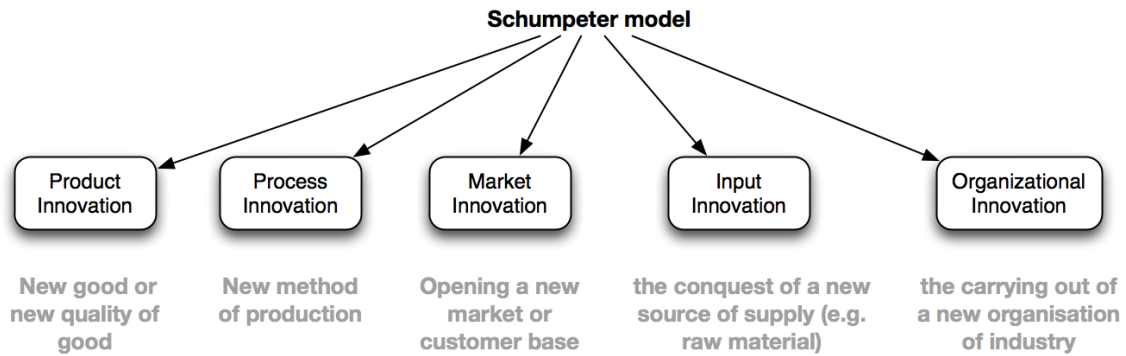 Schumpeter model
Product
Innovation
Process
Innovation
Market
Innovation
Input
Innovation
Organizational
Innovation
New good or
new quality of
good
New method
of production
Opening a new
market or
customer base
the conquest of a new
source of supply (e.g.
raw material)
the carrying out of
a new organisation
of industry